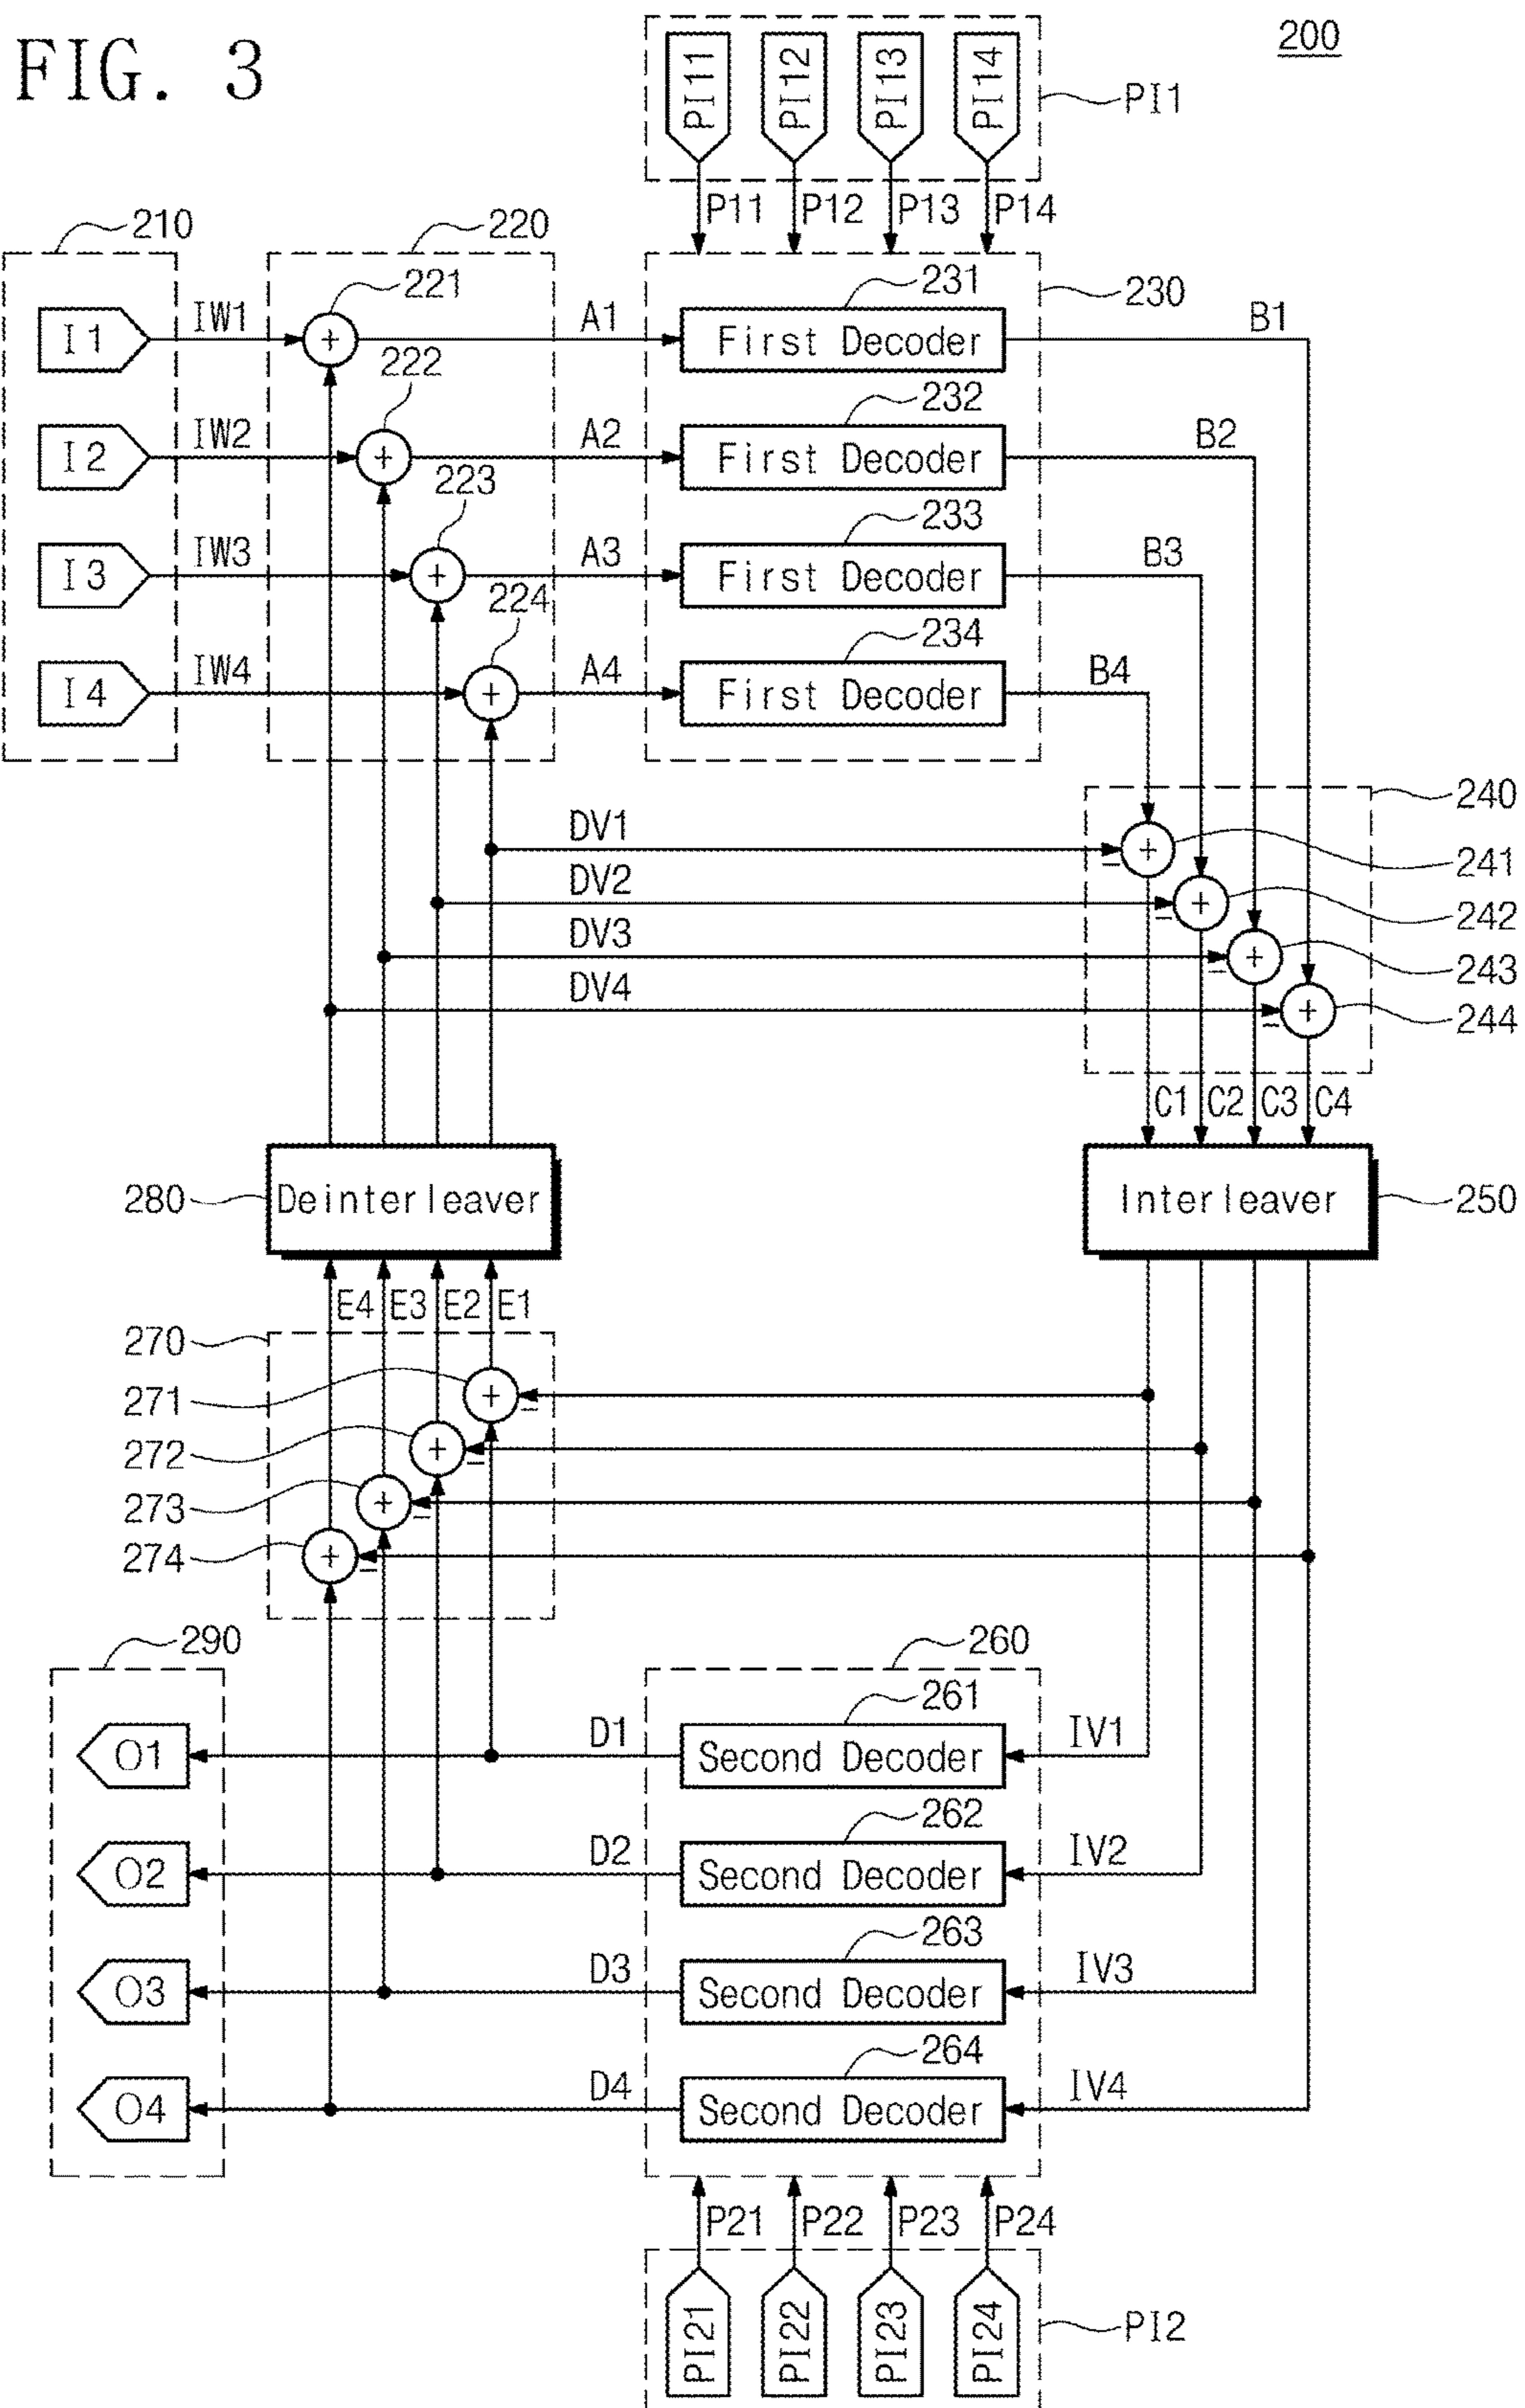 FIG. 3
200
PI11 PI12 PI13 PI14
PI1
P11 P12 P13 P14
210
220
221
231
230
I1
IW1
+
A1
First Decoder
B1
222
232
I2
IW2
+
A2
First Decoder
B2
223
233
I3
IW3
+
A3
First Decoder
B3
224
234
I4
IW4
+
A4
First Decoder
B4
240
DV1
−
+
241
DV2
−
+
242
DV3
−
+
243
DV4
−
+
244
C1 C2 C3 C4
280
Deinterleaver
Interleaver
250
E4 E3 E2 E1
270
271
+
−
272
+
−
273
+
−
274
+
−
290
260
261
O1
D1
Second Decoder
IV1
262
O2
D2
Second Decoder
IV2
263
O3
D3
Second Decoder
IV3
264
O4
D4
Second Decoder
IV4
P21 P22 P23 P24
PI21 PI22 PI23 PI24
PI2